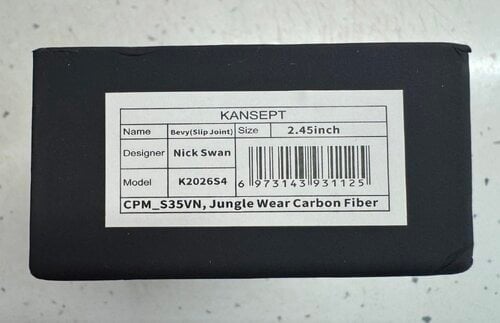 KANSEPT
Name Bevy(Slip Joint) Size 2.45inch
Designer Nick Swan
Model K2026S4
6 973143 931125
CPM_S35VN, Jungle Wear Carbon Fiber